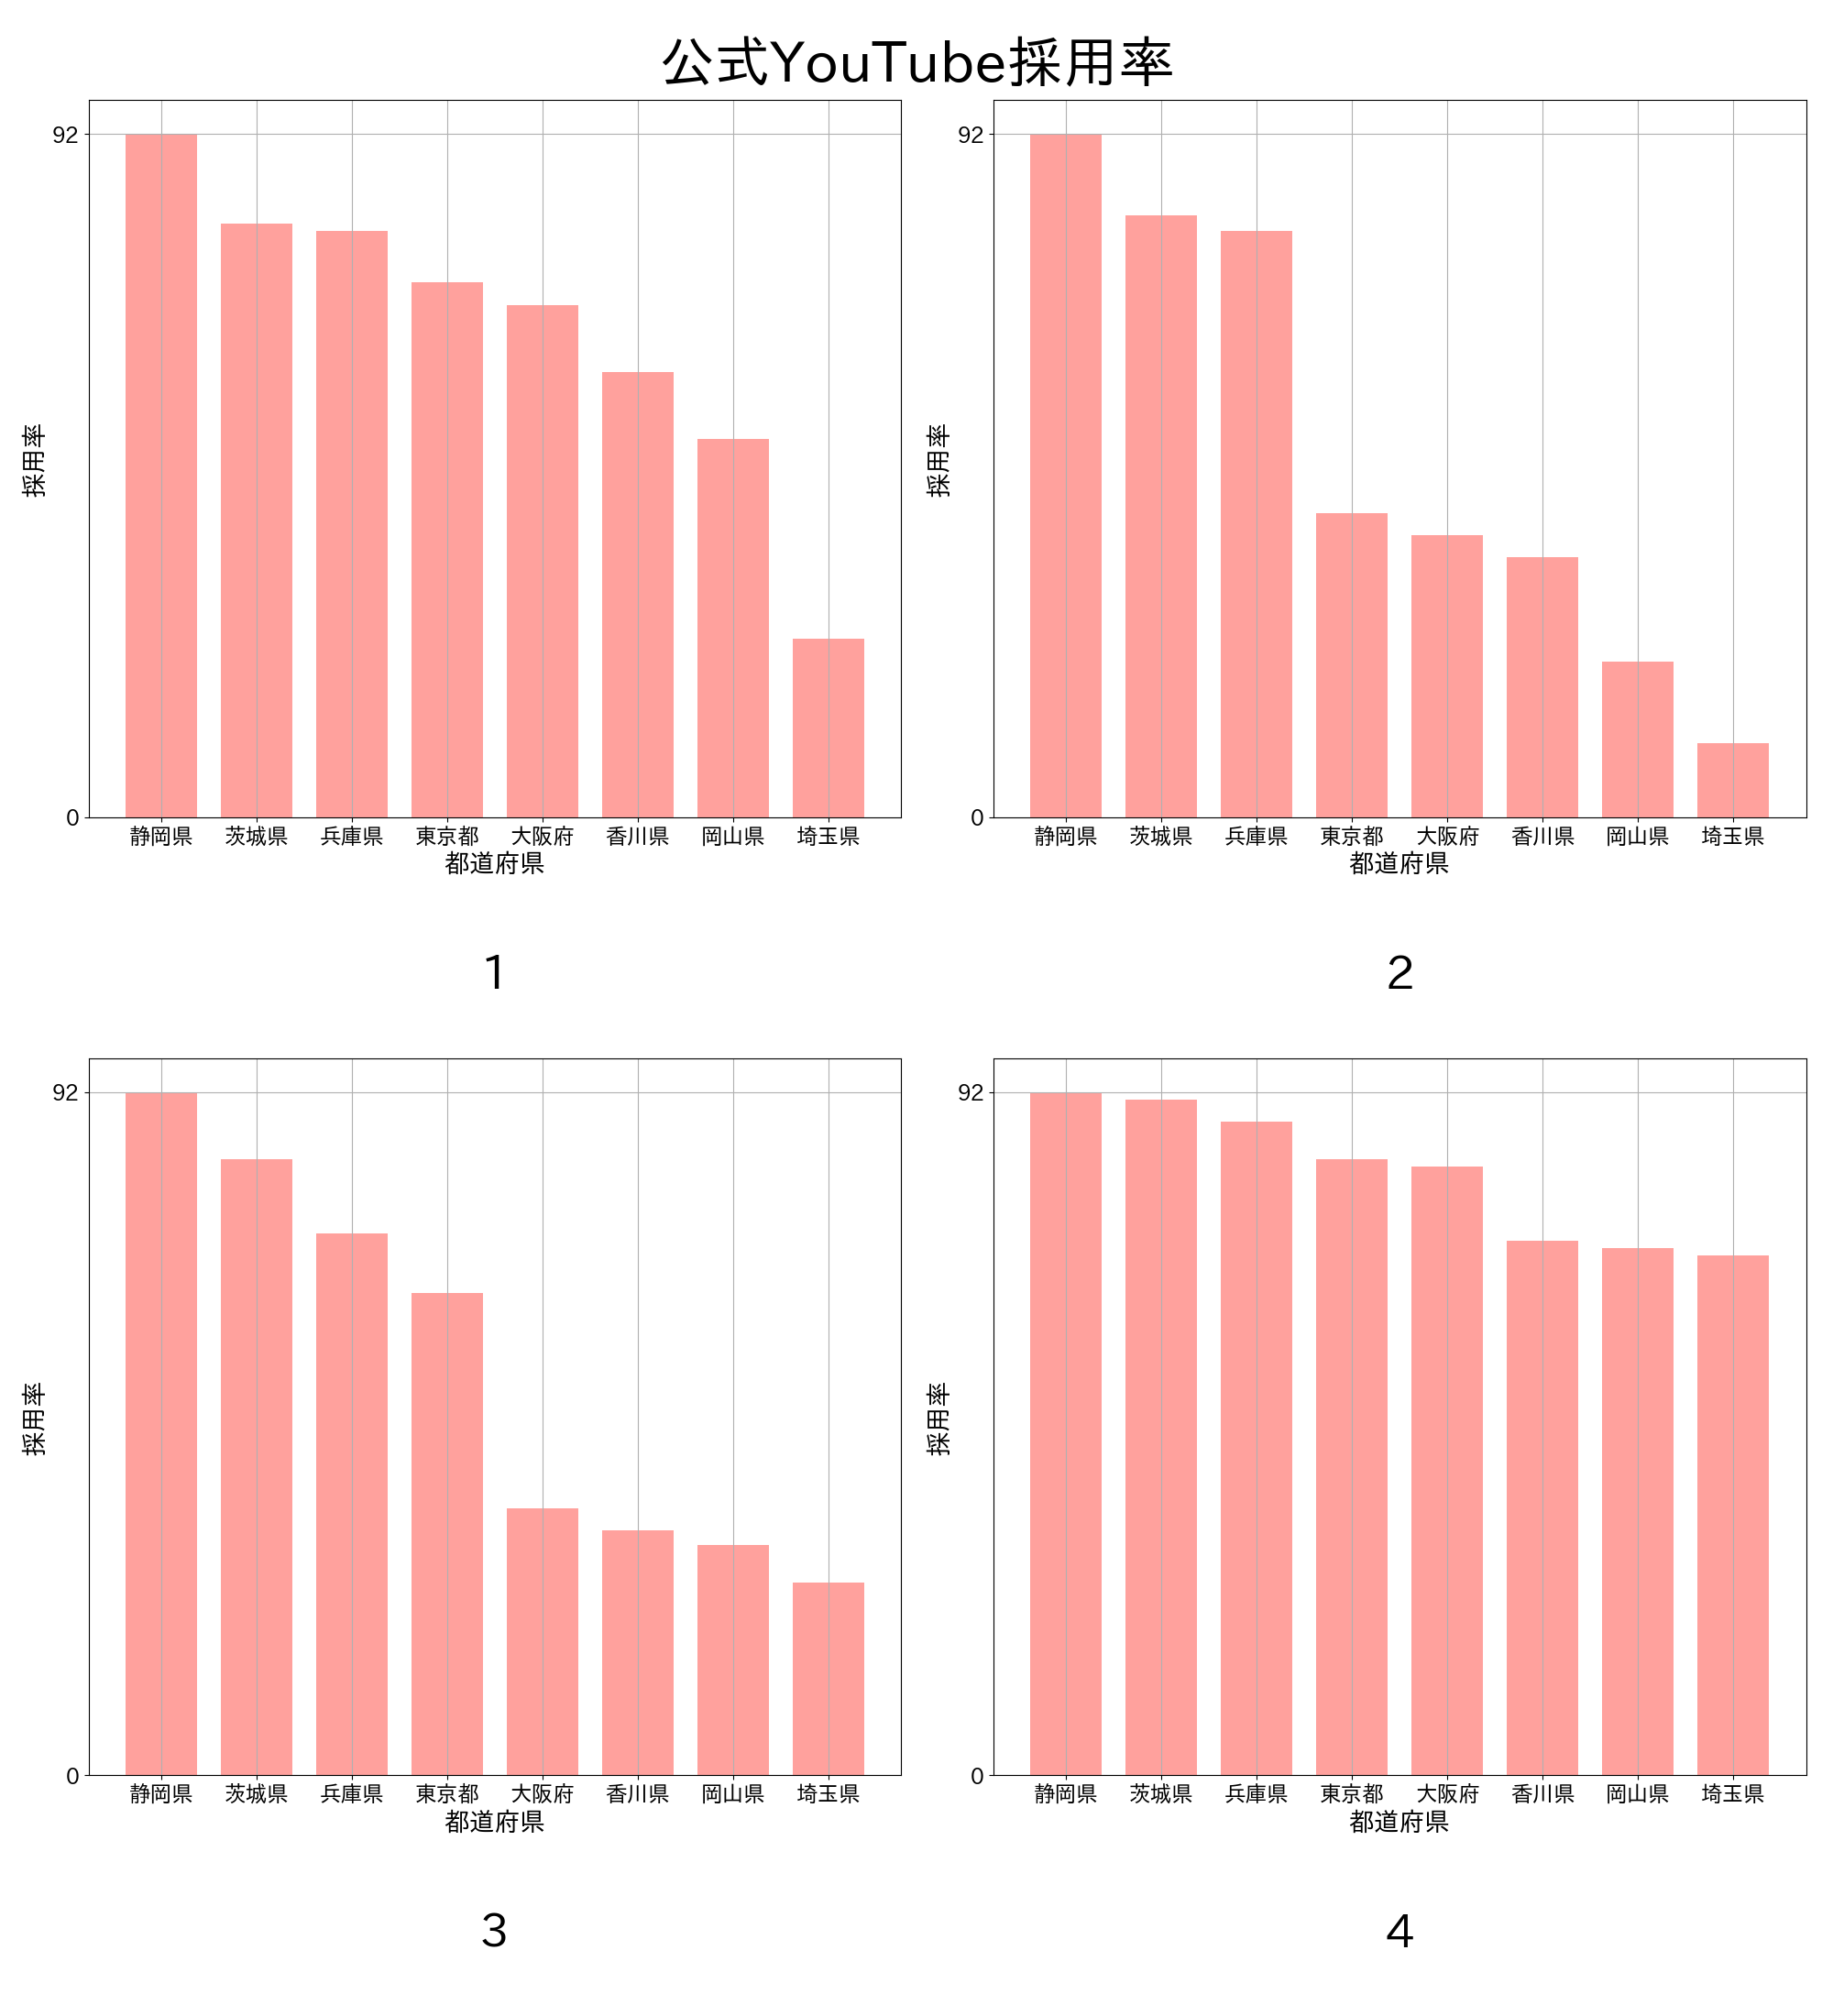 公式YouTube採用率
92
採用率
0
静岡県 茨城県 兵庫県 東京都 大阪府 香川県 岡山県 埼玉県
都道府県
1
92
採用率
0
静岡県 茨城県 兵庫県 東京都 大阪府 香川県 岡山県 埼玉県
都道府県
2
92
採用率
0
静岡県 茨城県 兵庫県 東京都 大阪府 香川県 岡山県 埼玉県
都道府県
3
92
採用率
0
静岡県 茨城県 兵庫県 東京都 大阪府 香川県 岡山県 埼玉県
都道府県
4